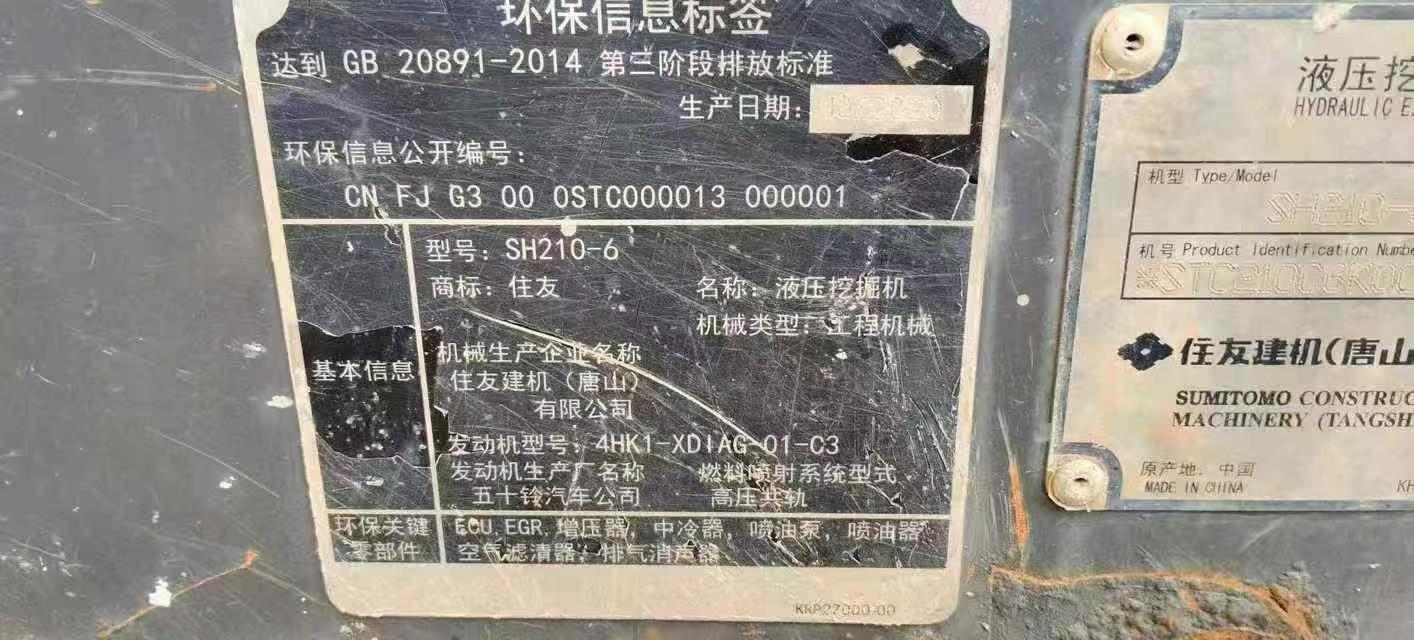 环保信息标签
达到 GB 20891-2014 第三阶段排放标准
生产日期:
环保信息公开编号:
CN FJ G3 00 0STC000013 000001
型号: SH210-6
商标: 住友 名称: 液压挖掘机
机械类型: 工程机械
基本信息
机械生产企业名称
住友建机(唐山)
有限公司
发动机型号: 4HK1-XDIAG-01-C3
发动机生产厂名称 燃料喷射系统型式
五十铃汽车公司 高压共轨
环保关键
零部件
ECU,EGR,增压器, 中冷器, 喷油泵, 喷油器
空气滤清器, 排气消声器
KRP27000-00
液压挖
HYDRAULIC E
机型 Type/Model
SH210-
机号 Product Identification Numbe
*STC21006K00
住友建机(唐山
SUMITOMO CONSTRUC
MACHINERY (TANGSH
原产地: 中国
MADE IN CHINA